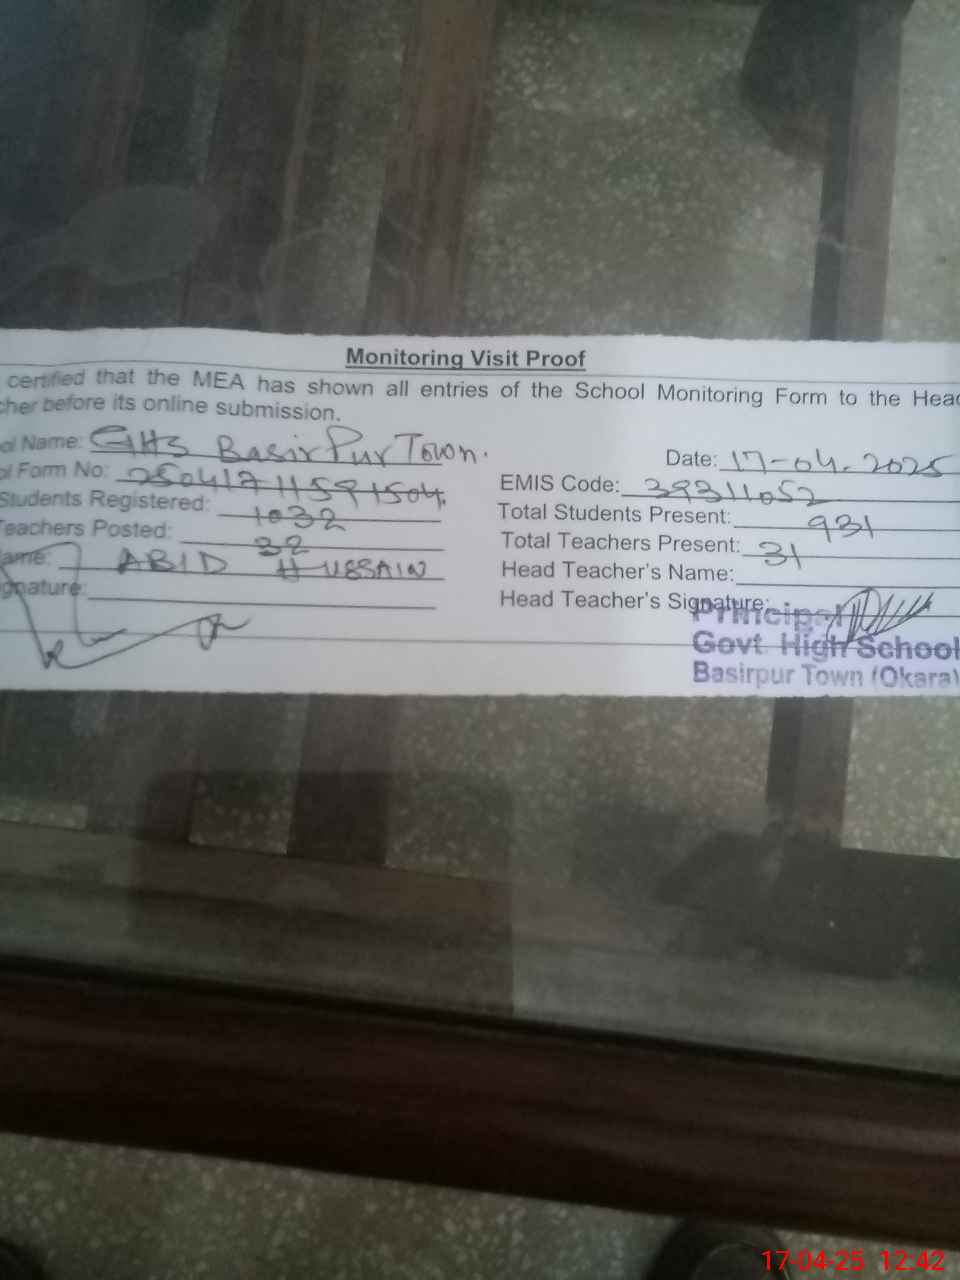 Monitoring Visit Proof
certified that the MEA has shown all entries of the School Monitoring Form to the Head
cher before its online submission.
ol Name: GHS BasirPur Town. Date: 17-04-2025
ol Form No: EMIS Code: 39311052
Students Registered: 1032 Total Students Present: 931
Teachers Posted: 32 Total Teachers Present: 31
ame: ABID HUSSAIN Head Teacher's Name:
gnature: Head Teacher's Signature:
Principal
Govt. High School
Basirpur Town (Okara)
17-04-25 12:42